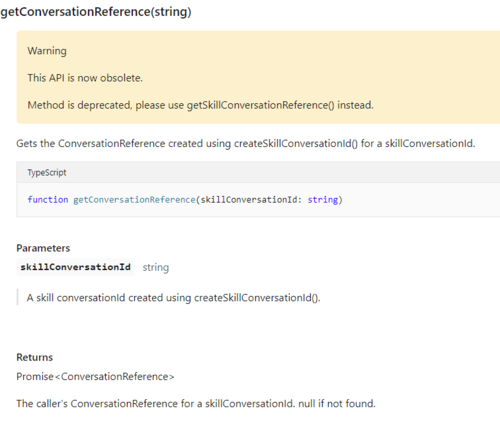 getConversationReference(string)
Warning
This API is now obsolete.
Method is deprecated, please use getSkillConversationReference() instead.
Gets the ConversationReference created using createSkillConversationId() for a skillConversationId.
TypeScript
function getConversationReference(skillConversationId: string)
Parameters
skillConversationId string
A skill conversationId created using createSkillConversationId().
Returns
Promise<ConversationReference>
The caller's ConversationReference for a skillConversationId. null if not found.